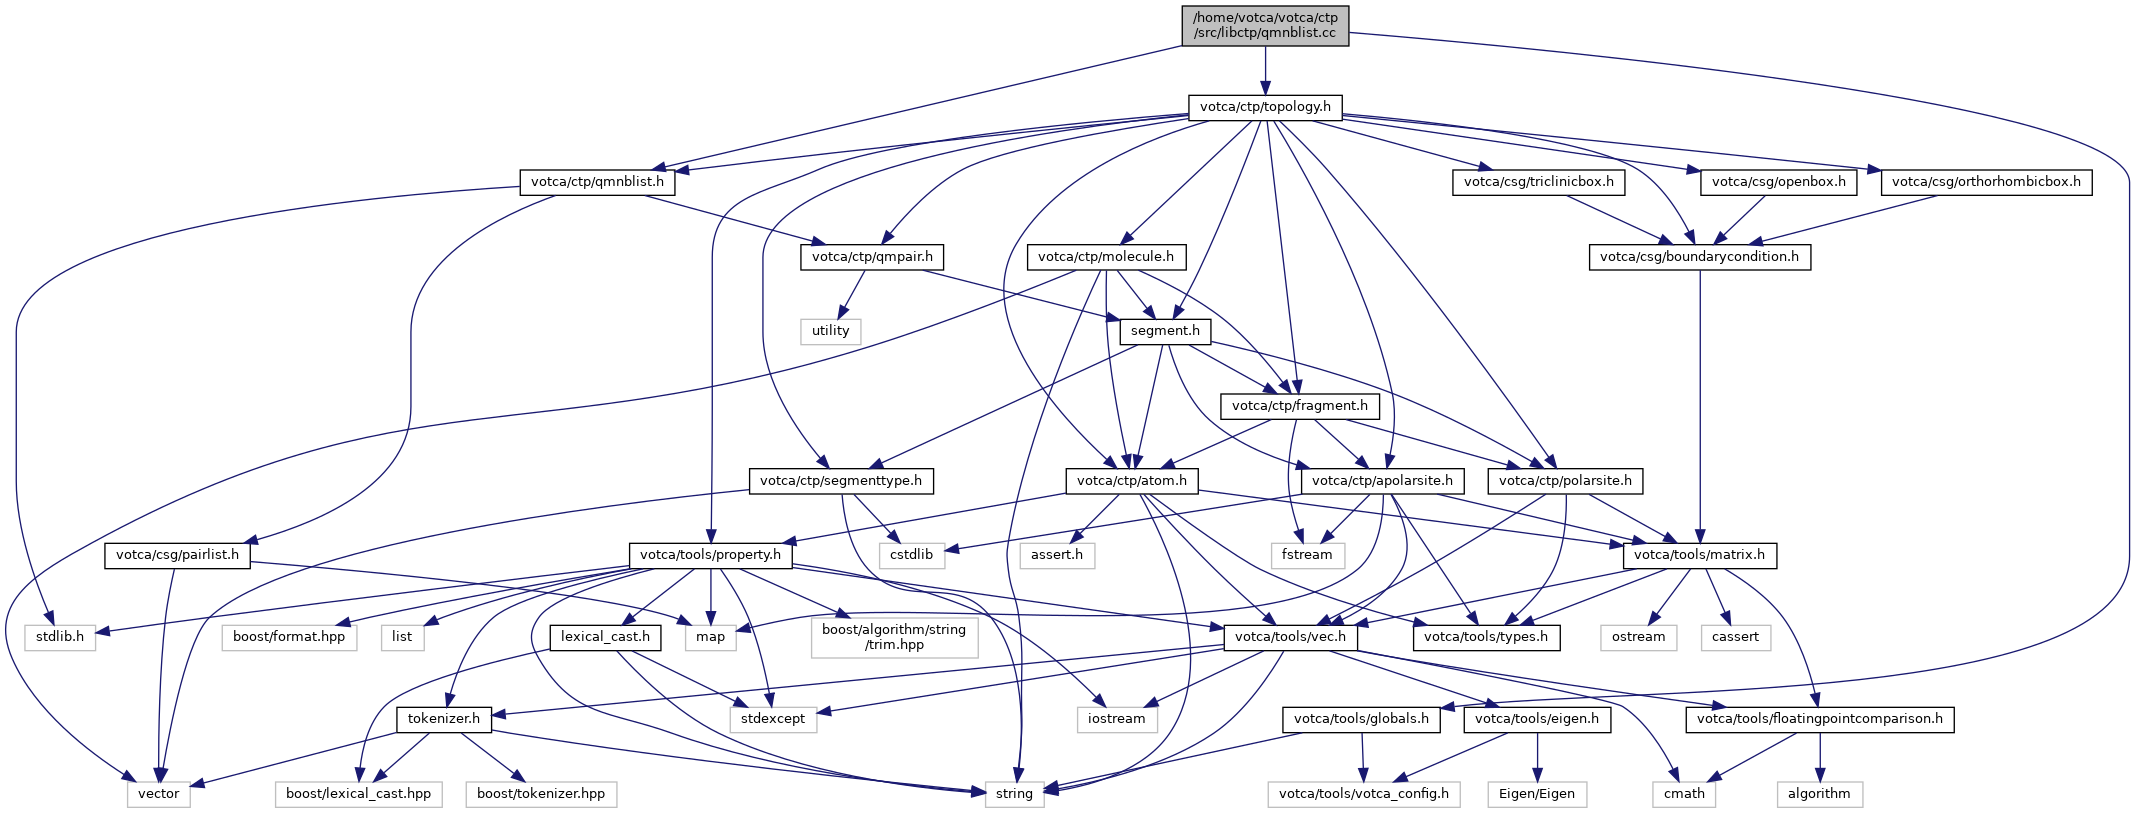 /home/votca/votca/ctp
/src/libctp/qmnblist.cc
votca/ctp/topology.h
votca/ctp/qmnblist.h
votca/csg/triclinicbox.h
votca/csg/openbox.h
votca/csg/orthorhombicbox.h
votca/ctp/qmpair.h
votca/ctp/molecule.h
votca/csg/boundarycondition.h
utility
segment.h
votca/ctp/fragment.h
votca/ctp/segmenttype.h
votca/ctp/atom.h
votca/ctp/apolarsite.h
votca/ctp/polarsite.h
votca/csg/pairlist.h
votca/tools/property.h
cstdlib
assert.h
fstream
votca/tools/matrix.h
stdlib.h
boost/format.hpp
list
lexical_cast.h
map
boost/algorithm/string
/trim.hpp
votca/tools/vec.h
votca/tools/types.h
ostream
cassert
tokenizer.h
stdexcept
iostream
votca/tools/globals.h
votca/tools/eigen.h
votca/tools/floatingpointcomparison.h
vector
boost/lexical_cast.hpp
boost/tokenizer.hpp
string
votca/tools/votca_config.h
Eigen/Eigen
cmath
algorithm